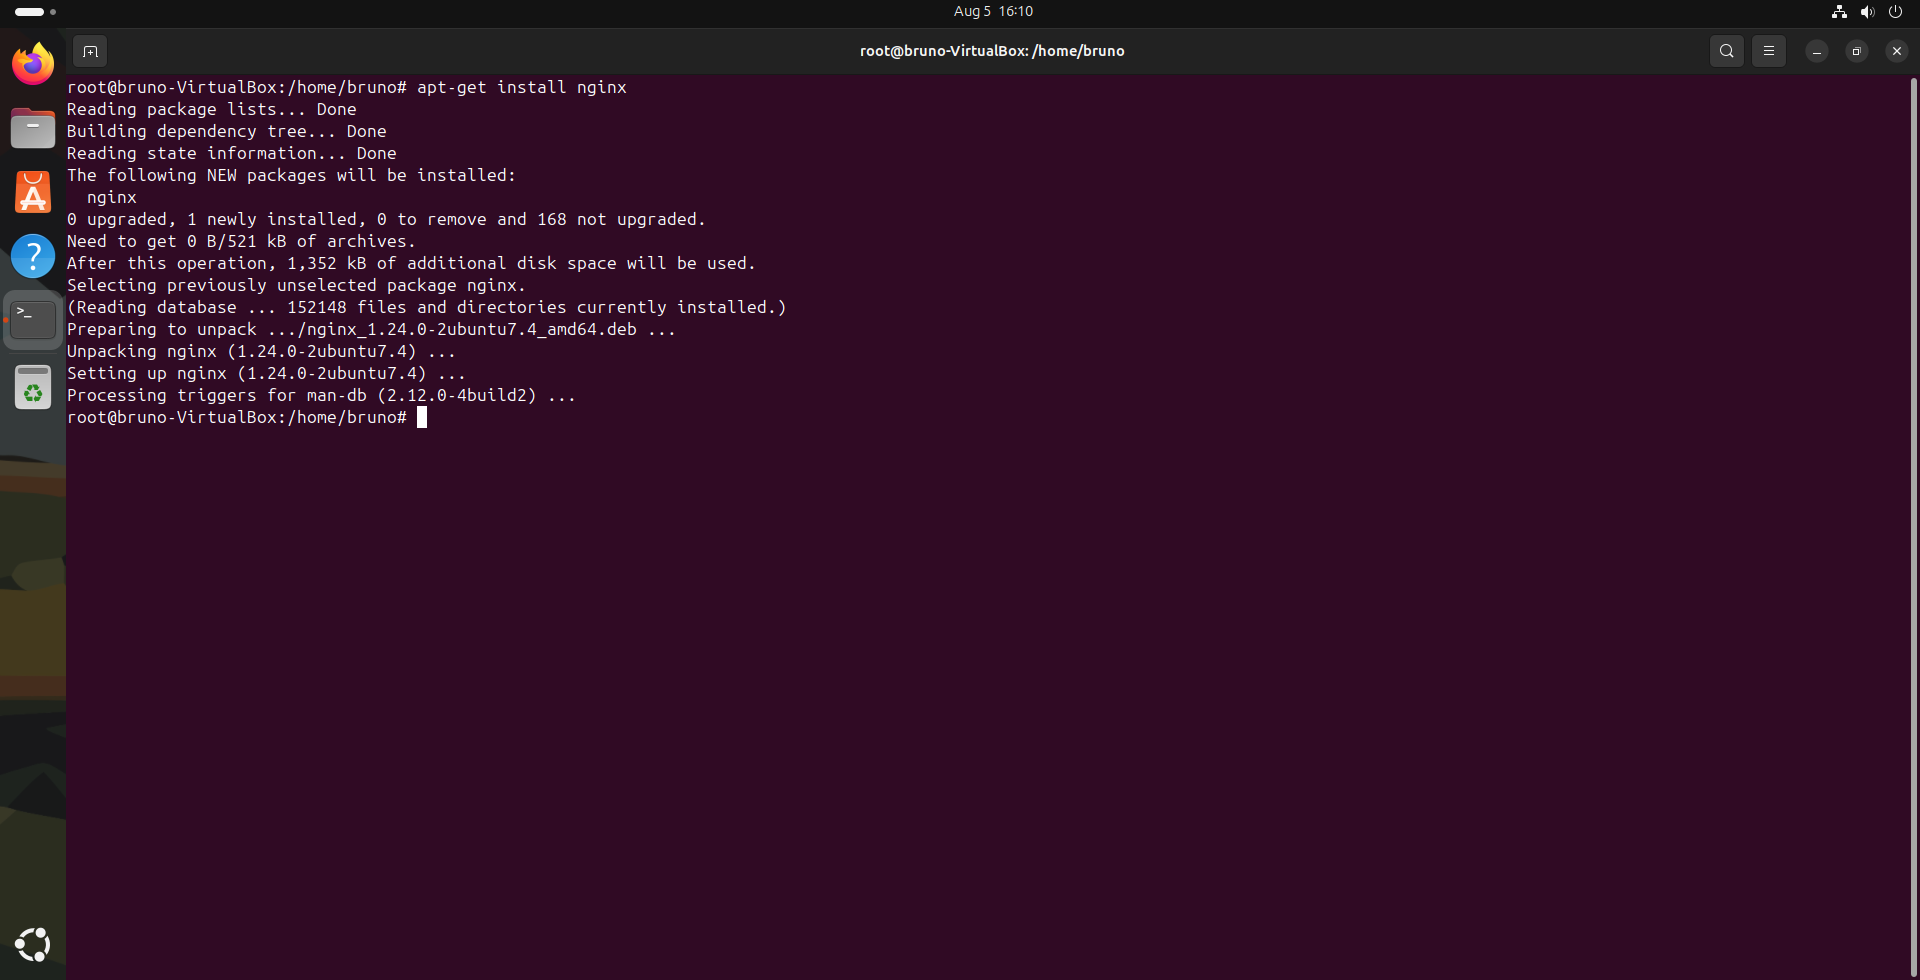 Aug 5 16:10
root@bruno-VirtualBox: /home/bruno
root@bruno-VirtualBox:/home/bruno# apt-get install nginx
Reading package lists... Done
Building dependency tree... Done
Reading state information... Done
The following NEW packages will be installed:
  nginx
0 upgraded, 1 newly installed, 0 to remove and 168 not upgraded.
Need to get 0 B/521 kB of archives.
After this operation, 1,352 kB of additional disk space will be used.
Selecting previously unselected package nginx.
(Reading database ... 152148 files and directories currently installed.)
Preparing to unpack .../nginx_1.24.0-2ubuntu7.4_amd64.deb ...
Unpacking nginx (1.24.0-2ubuntu7.4) ...
Setting up nginx (1.24.0-2ubuntu7.4) ...
Processing triggers for man-db (2.12.0-4build2) ...
root@bruno-VirtualBox:/home/bruno#